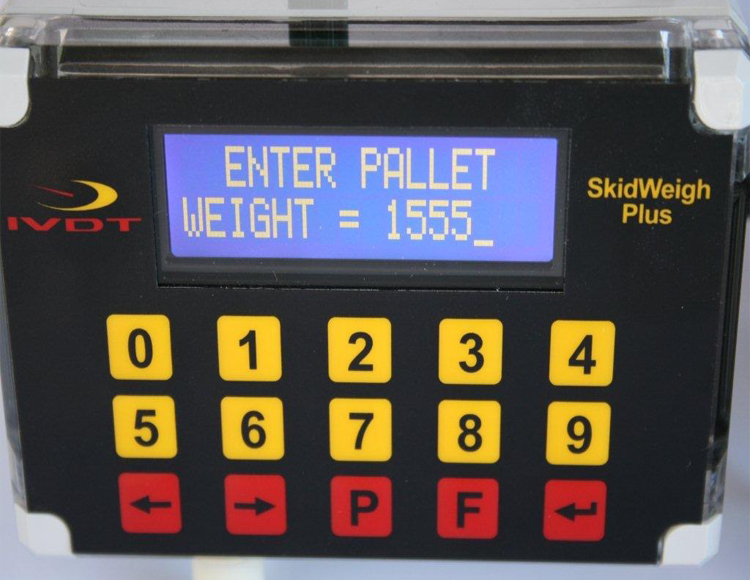 ENTER PALLET
WEIGHT = 1555_
IVDT
SkidWeigh
Plus
0 1 2 3 4
5 6 7 8 9
← → P F ↵